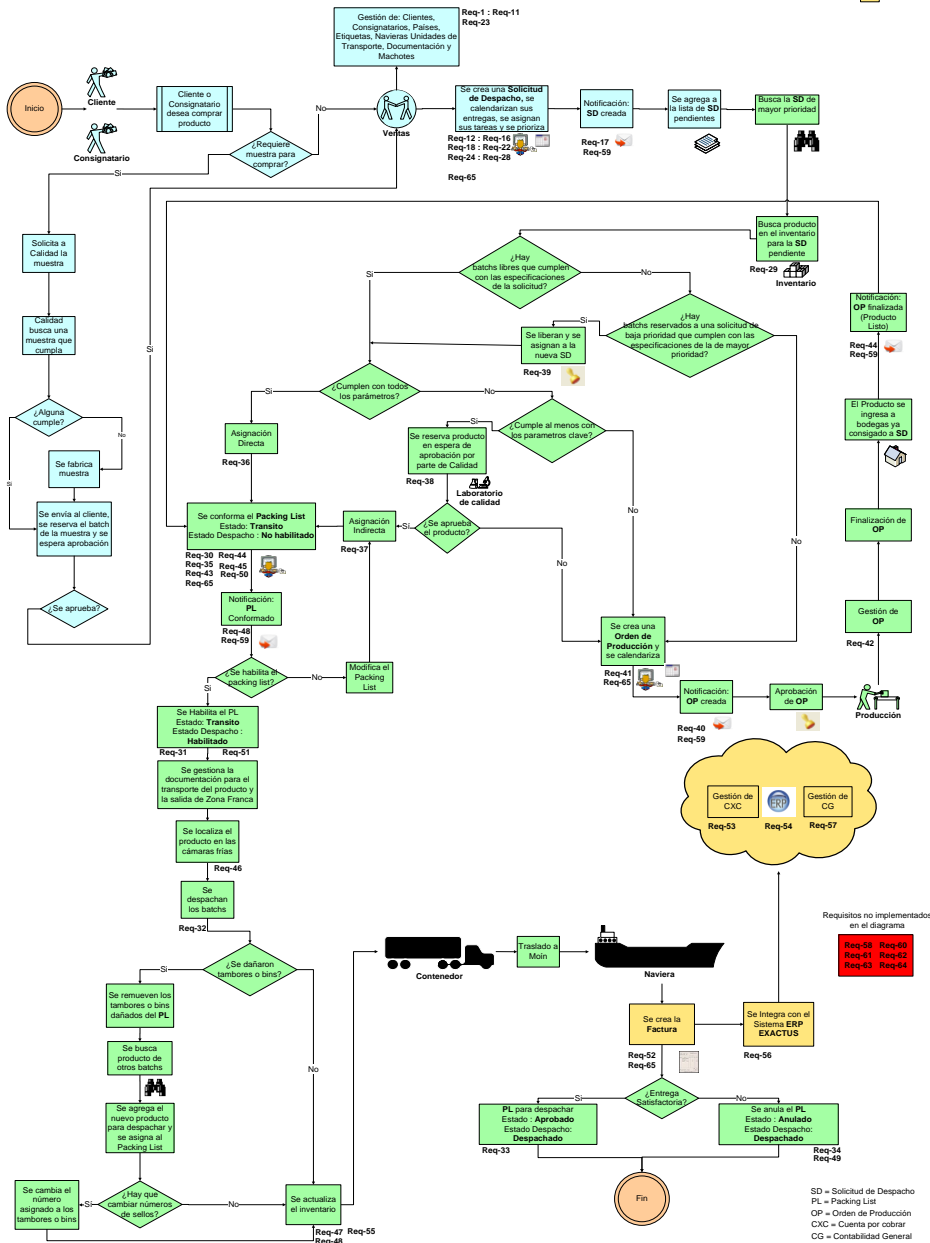 Gestión de: Clientes,
Consignatarios, Países,
Etiquetas, Navieras Unidades de
Transporte, Documentación y
Machotes
Req-1 : Req-11
Req-23
Inicio
Cliente
Consignatario
Cliente o
Consignatario
desea comprar
producto
No
¿Requiere
muestra para
comprar?
Si
Ventas
Se crea una Solicitud
de Despacho, se
calendarizan sus
entregas, se asignan
sus tareas y se prioriza
Req-12 : Req-16
Req-18 : Req-22
Req-24 : Req-28
Req-65
Notificación:
SD creada
Req-17
Req-59
Se agrega a
la lista de SD
pendientes
Busca la SD de
mayor prioridad
Solicita a
Calidad la
muestra
Calidad
busca una
muestra que
cumpla
¿Alguna
cumple?
No
Si
Se fabrica
muestra
Se envía al cliente,
se reserva el batch
de la muestra y se
espera aprobación
¿Se aprueba?
Si
Busca producto
en el inventario
para la SD
pendiente
Req-29
Inventario
¿Hay
batchs libres que cumplen
con las especificaciones
de la solicitud?
Si
No
¿Hay
batchs reservados a una solicitud de
baja prioridad que cumplen con las
especificaciones de la de mayor
prioridad?
Si
No
Se liberan y se
asignan a la
nueva SD
Req-39
¿Cumplen con todos
los parámetros?
Si
No
Asignación
Directa
Req-36
¿Cumple al menos con
los parametros clave?
Si
No
Se reserva producto
en espera de
aprobación por
parte de Calidad
Req-38
Laboratorio
de calidad
¿Se aprueba
el producto?
Si
No
Asignación
Indirecta
Req-37
Se conforma el Packing List
Estado: Transito
Estado Despacho : No habilitado
Req-30 Req-44
Req-35 Req-45
Req-43 Req-50
Req-65
Notificación:
PL
Conformado
Req-48
Req-59
¿Se habilita el
packing list?
Si
No
Modifica el
Packing
List
Se Habilita el PL
Estado: Transito
Estado Despacho :
Habilitado
Req-31 Req-51
Se gestiona la
documentación para el
transporte del producto y
la salida de Zona Franca
Se localiza el
producto en las
cámaras frías
Req-46
Se
despachan
los batchs
Req-32
¿Se dañaron
tambores o bins?
Si
No
Se remueven los
tambores o bins
dañados del PL
Se busca
producto de
otros batchs
Se agrega el
nuevo producto
para despachar y
se asigna al
Packing List
¿Hay que
cambiar números
de sellos?
Si
No
Se cambia el
número
asignado a los
tambores o bins
Se actualiza
el inventario
Req-47 Req-55
Req-48
Notificación:
OP finalizada
(Producto
Listo)
Req-44
Req-59
El Producto se
ingresa a
bodegas ya
consigado a SD
Finalización de
OP
Gestión de
OP
Req-42
Se crea una
Orden de
Producción y
se calendariza
Req-41
Req-65
Notificación:
OP creada
Req-40
Req-59
Aprobación
de OP
Producción
Gestión de
CXC
Req-53
ERP
Req-54
Gestión de
CG
Req-57
Requisitos no implementados
en el diagrama
Req-58 Req-60
Req-61 Req-62
Req-63 Req-64
Contenedor
Traslado a
Moín
Naviera
Se crea la
Factura
Req-52
Req-65
Se Integra con el
Sistema ERP
EXACTUS
Req-56
¿Entrega
Satisfactoria?
Si
No
PL para despachar
Estado : Aprobado
Estado Despacho:
Despachado
Req-33
Se anula el PL
Estado : Anulado
Estado Despacho:
Despachado
Req-34
Req-49
Fin
SD = Solicitud de Despacho
PL = Packing List
OP = Orden de Producción
CXC = Cuenta por cobrar
CG = Contabilidad General